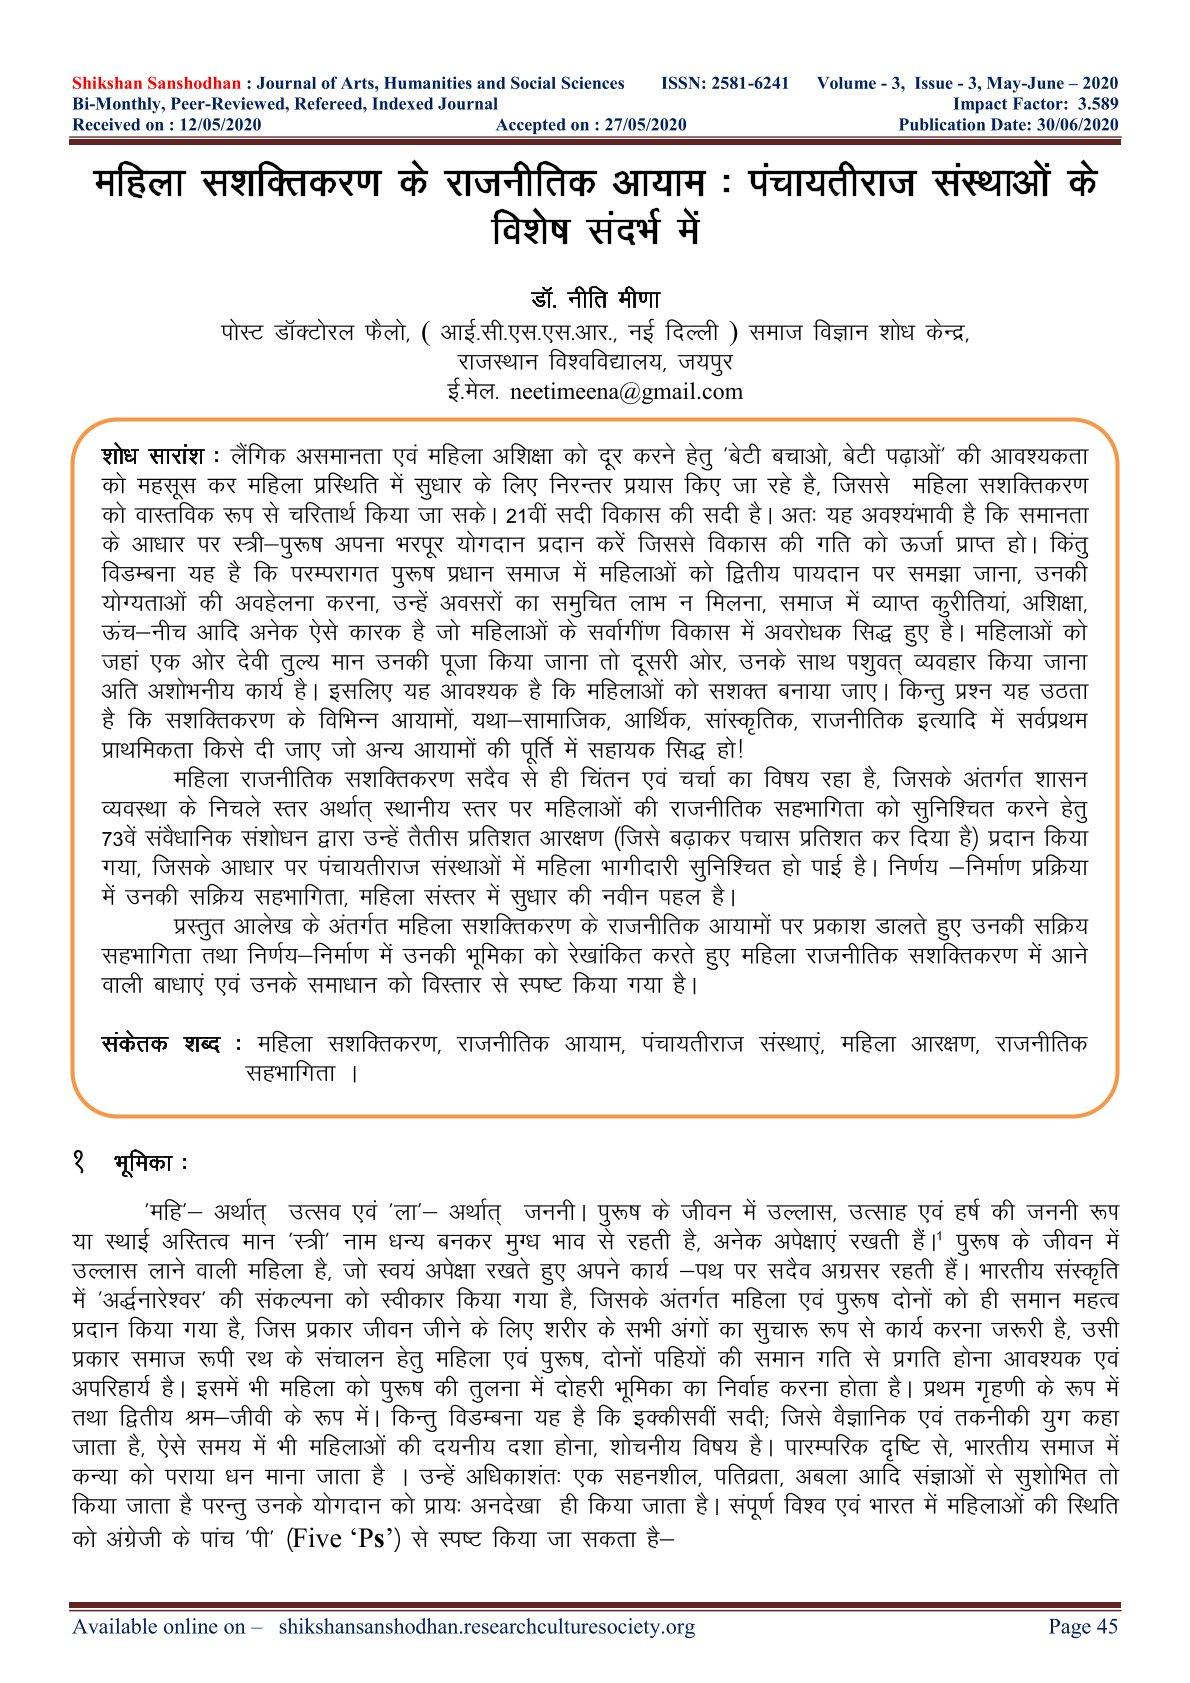 Shikshan Sanshodhan : Journal of Arts, Humanities and Social Sciences ISSN: 2581-6241 Volume - 3, Issue - 3, May-June – 2020
Bi-Monthly, Peer-Reviewed, Refereed, Indexed Journal Impact Factor: 3.589
Received on : 12/05/2020 Accepted on : 27/05/2020 Publication Date: 30/06/2020
महिला सशक्तिकरण के राजनीतिक आयाम : पंचायतीराज संस्थाओं के
विशेष संदर्भ में
डॉ. नीति मीणा
पोस्ट डॉक्टोरल फैलो, ( आई.सी.एस.एस.आर., नई दिल्ली ) समाज विज्ञान शोध केन्द्र,
राजस्थान विश्वविद्यालय, जयपुर
ई.मेल. neetimeena@gmail.com
शोध सारांश : लैंगिक असमानता एवं महिला अशिक्षा को दूर करने हेतु 'बेटी बचाओ, बेटी पढ़ाओं' की आवश्यकता
को महसूस कर महिला प्रस्थिति में सुधार के लिए निरन्तर प्रयास किए जा रहे है, जिससे महिला सशक्तिकरण
को वास्तविक रूप से चरितार्थ किया जा सके। 21वीं सदी विकास की सदी है। अतः यह अवश्यंभावी है कि समानता
के आधार पर स्त्री–पुरूष अपना भरपूर योगदान प्रदान करें जिससे विकास की गति को ऊर्जा प्राप्त हो। किंतु
विडम्बना यह है कि परम्परागत पुरूष प्रधान समाज में महिलाओं को द्वितीय पायदान पर समझा जाना, उनकी
योग्यताओं की अवहेलना करना, उन्हें अवसरों का समुचित लाभ न मिलना, समाज में व्याप्त कुरीतियां, अशिक्षा,
ऊंच–नीच आदि अनेक ऐसे कारक है जो महिलाओं के सर्वागींण विकास में अवरोधक सिद्ध हुए है। महिलाओं को
जहां एक ओर देवी तुल्य मान उनकी पूजा किया जाना तो दूसरी ओर, उनके साथ पशुवत् व्यवहार किया जाना
अति अशोभनीय कार्य है। इसलिए यह आवश्यक है कि महिलाओं को सशक्त बनाया जाए। किन्तु प्रश्न यह उठता
है कि सशक्तिकरण के विभिन्न आयामों, यथा–सामाजिक, आर्थिक, सांस्कृतिक, राजनीतिक इत्यादि में सर्वप्रथम
प्राथमिकता किसे दी जाए जो अन्य आयामों की पूर्ति में सहायक सिद्ध हो!
महिला राजनीतिक सशक्तिकरण सदैव से ही चिंतन एवं चर्चा का विषय रहा है, जिसके अंतर्गत शासन
व्यवस्था के निचले स्तर अर्थात् स्थानीय स्तर पर महिलाओं की राजनीतिक सहभागिता को सुनिश्चित करने हेतु
73वें संवैधानिक संशोधन द्वारा उन्हें तैतीस प्रतिशत आरक्षण (जिसे बढ़ाकर पचास प्रतिशत कर दिया है) प्रदान किया
गया, जिसके आधार पर पंचायतीराज संस्थाओं में महिला भागीदारी सुनिश्चित हो पाई है। निर्णय –निर्माण प्रक्रिया
में उनकी सक्रिय सहभागिता, महिला संस्तर में सुधार की नवीन पहल है।
प्रस्तुत आलेख के अंतर्गत महिला सशक्तिकरण के राजनीतिक आयामों पर प्रकाश डालते हुए उनकी सक्रिय
सहभागिता तथा निर्णय–निर्माण में उनकी भूमिका को रेखांकित करते हुए महिला राजनीतिक सशक्तिकरण में आने
वाली बाधाएं एवं उनके समाधान को विस्तार से स्पष्ट किया गया है।
संकेतक शब्द : महिला सशक्तिकरण, राजनीतिक आयाम, पंचायतीराज संस्थाएं, महिला आरक्षण, राजनीतिक
सहभागिता ।
१ भूमिका :
'महि'– अर्थात् उत्सव एवं 'ला'– अर्थात् जननी। पुरूष के जीवन में उल्लास, उत्साह एवं हर्ष की जननी रूप
या स्थाई अस्तित्व मान 'स्त्री' नाम धन्य बनकर मुग्ध भाव से रहती है, अनेक अपेक्षाएं रखती हैं।¹ पुरूष के जीवन में
उल्लास लाने वाली महिला है, जो स्वयं अपेक्षा रखते हुए अपने कार्य –पथ पर सदैव अग्रसर रहती हैं। भारतीय संस्कृति
में 'अर्द्धनारेश्वर' की संकल्पना को स्वीकार किया गया है, जिसके अंतर्गत महिला एवं पुरूष दोनों को ही समान महत्व
प्रदान किया गया है, जिस प्रकार जीवन जीने के लिए शरीर के सभी अंगों का सुचारू रूप से कार्य करना जरूरी है, उसी
प्रकार समाज रूपी रथ के संचालन हेतु महिला एवं पुरूष, दोनों पहियों की समान गति से प्रगति होना आवश्यक एवं
अपरिहार्य है। इसमें भी महिला को पुरूष की तुलना में दोहरी भूमिका का निर्वाह करना होता है। प्रथम गृहणी के रूप में
तथा द्वितीय श्रम–जीवी के रूप में। किन्तु विडम्बना यह है कि इक्कीसवीं सदी; जिसे वैज्ञानिक एवं तकनीकी युग कहा
जाता है, ऐसे समय में भी महिलाओं की दयनीय दशा होना, शोचनीय विषय है। पारम्परिक दृष्टि से, भारतीय समाज में
कन्या को पराया धन माना जाता है । उन्हें अधिकाशंतः एक सहनशील, पतिव्रता, अबला आदि संज्ञाओं से सुशोभित तो
किया जाता है परन्तु उनके योगदान को प्रायः अनदेखा ही किया जाता है। संपूर्ण विश्व एवं भारत में महिलाओं की स्थिति
को अंग्रेजी के पांच 'पी' (Five ‘Ps’) से स्पष्ट किया जा सकता है–
Available online on – shikshansanshodhan.researchculturesociety.org Page 45